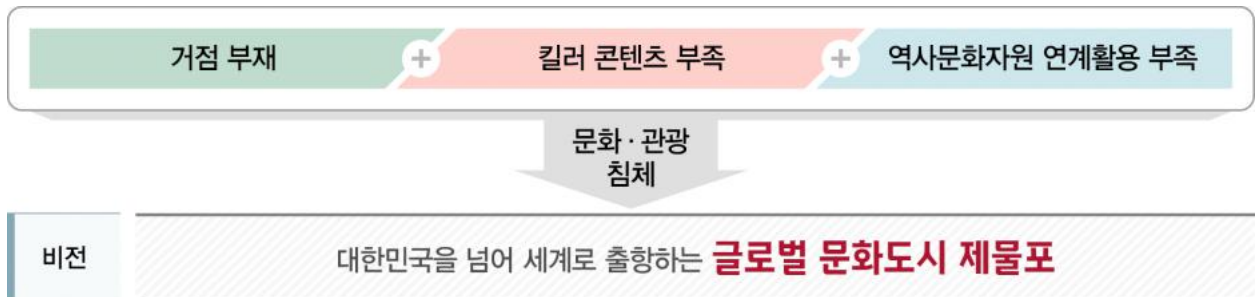 거점 부재 + 킬러 콘텐츠 부족 + 역사문화자원 연계활용 부족
문화·관광
침체
비전
대한민국을 넘어 세계로 출항하는 글로벌 문화도시 제물포